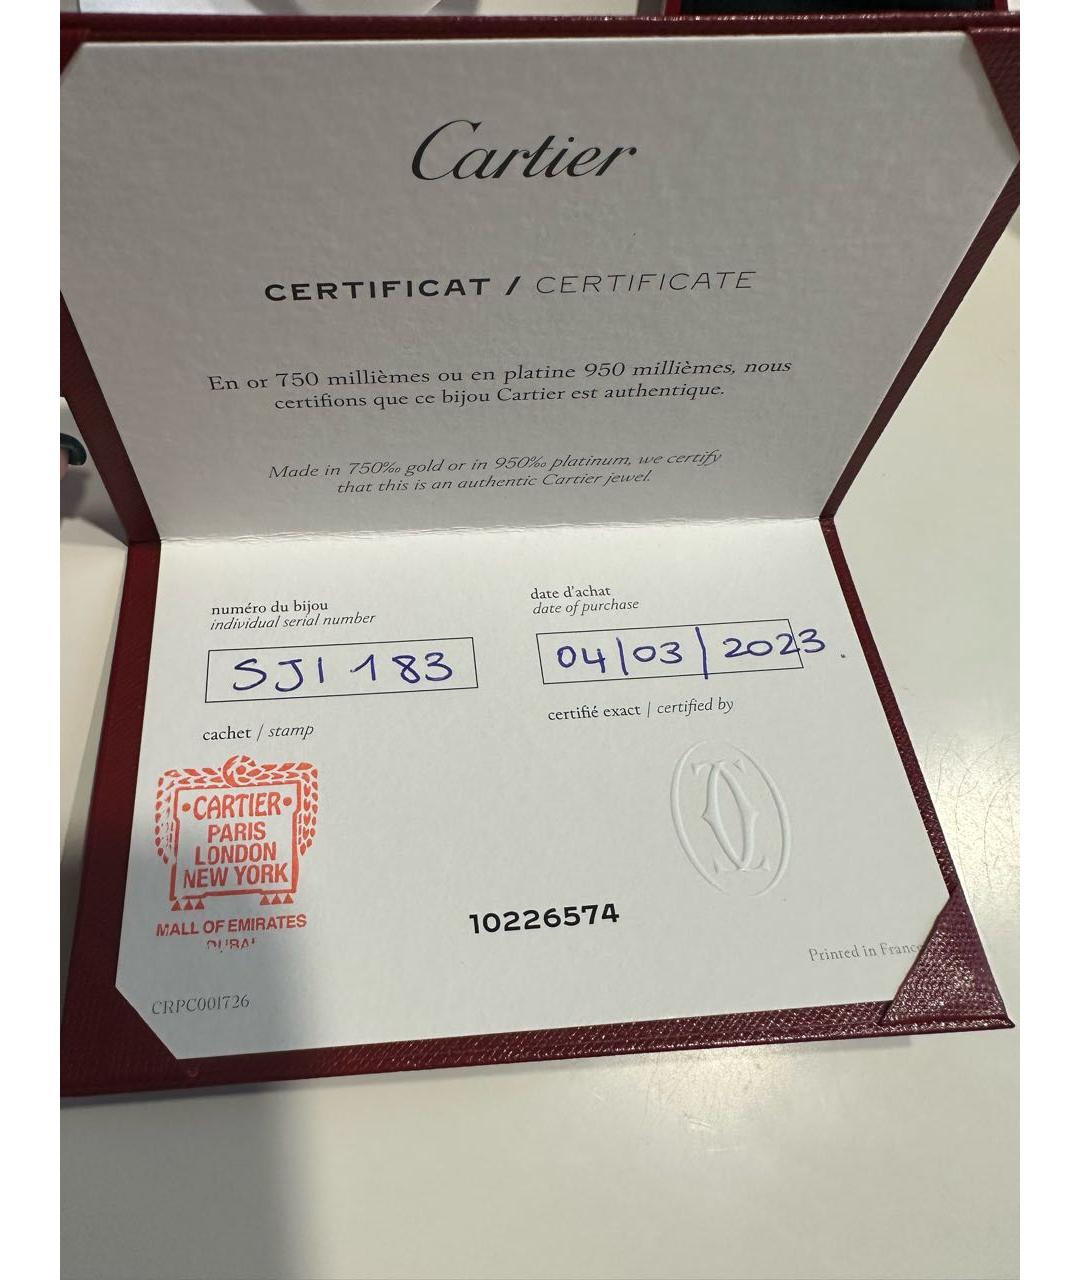 Cartier
CERTIFICAT / CERTIFICATE
En or 750 millièmes ou en platine 950 millièmes, nous
certifions que ce bijou Cartier est authentique.
Made in 750‰ gold or in 950‰ platinum, we certify
that this is an authentic Cartier jewel.
numéro du bijou
individual serial number
SJI 183
date d'achat
date of purchase
04/03/2023.
cachet / stamp
certifié exact / certified by
•CARTIER•
PARIS
LONDON
NEW YORK
MALL OF EMIRATES
DUBAI
10226574
Printed in France
CRPC001726